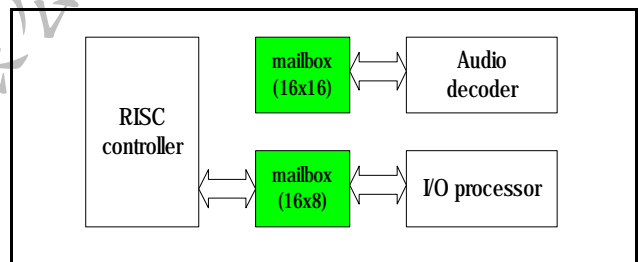 RISC
controller
mailbox
(16x16)
Audio
decoder
mailbox
(16x8)
I/O processor